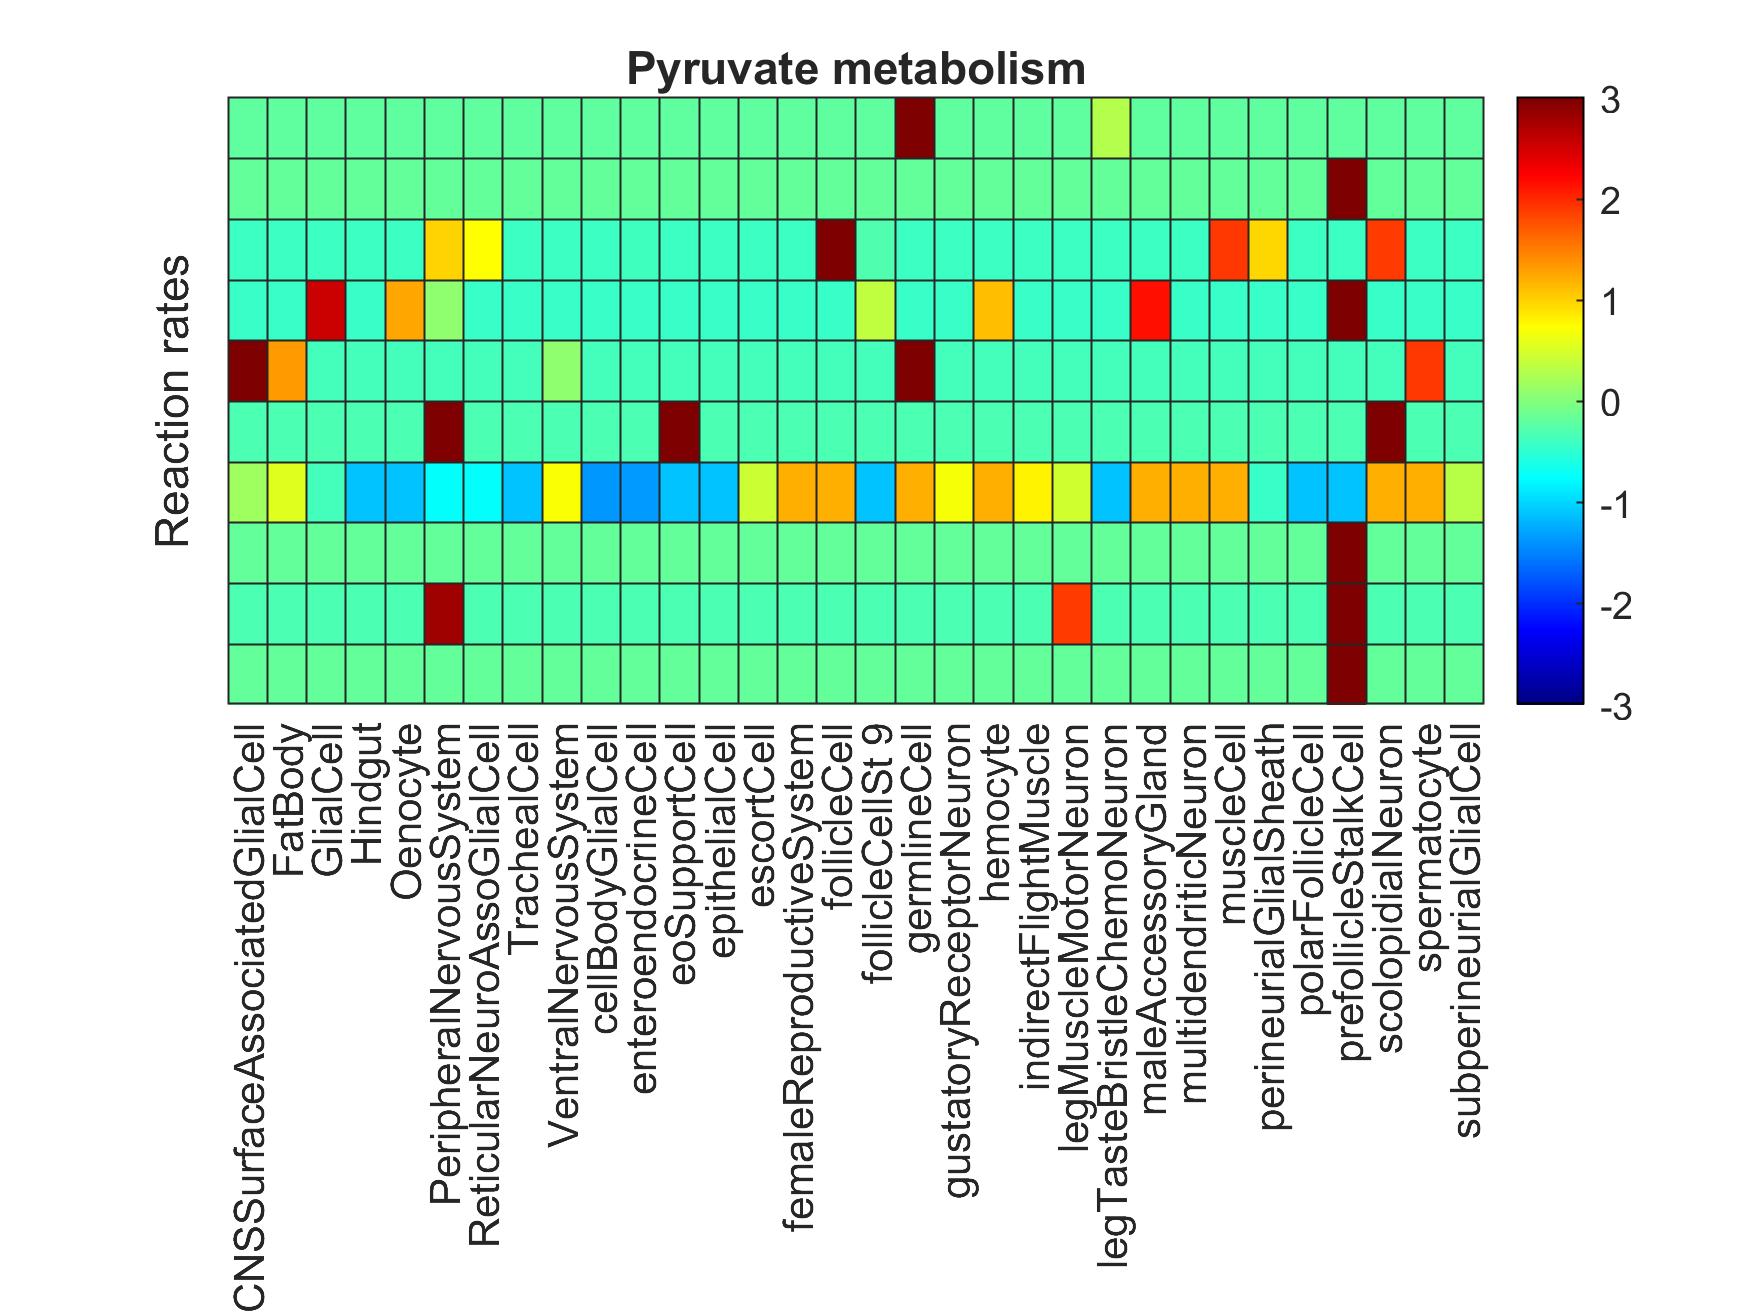 Pyruvate metabolism
Reaction rates
3
2
1
0
-1
-2
-3
CNSSurfaceAssociatedGlialCell
FatBody
GlialCell
Hindgut
Oenocyte
PeripheralNervousSystem
ReticularNeuroAssoGlialCell
TrachealCell
VentralNervousSystem
cellBodyGlialCell
enteroendocrineCell
eoSupportCell
epithelialCell
escortCell
femaleReproductiveSystem
follicleCell
follicleCellSt 9
germlineCell
gustatoryReceptorNeuron
hemocyte
indirectFlightMuscle
legMuscleMotorNeuron
legTasteBristleChemoNeuron
maleAccessoryGland
multidendriticNeuron
muscleCell
perineurialGlialSheath
polarFollicleCell
prefollicleStalkCell
scolopidialNeuron
spermatocyte
subperineurialGlialCell